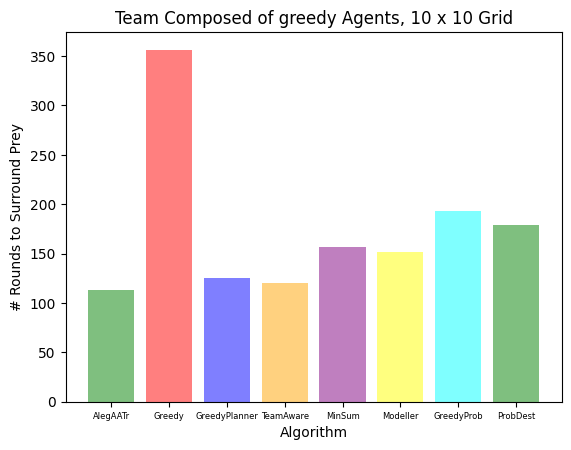 Team Composed of greedy Agents, 10 x 10 Grid
# Rounds to Surround Prey
350
300
250
200
150
100
50
0
AlegAATr Greedy GreedyPlanner TeamAware MinSum Modeller GreedyProb ProbDest
Algorithm